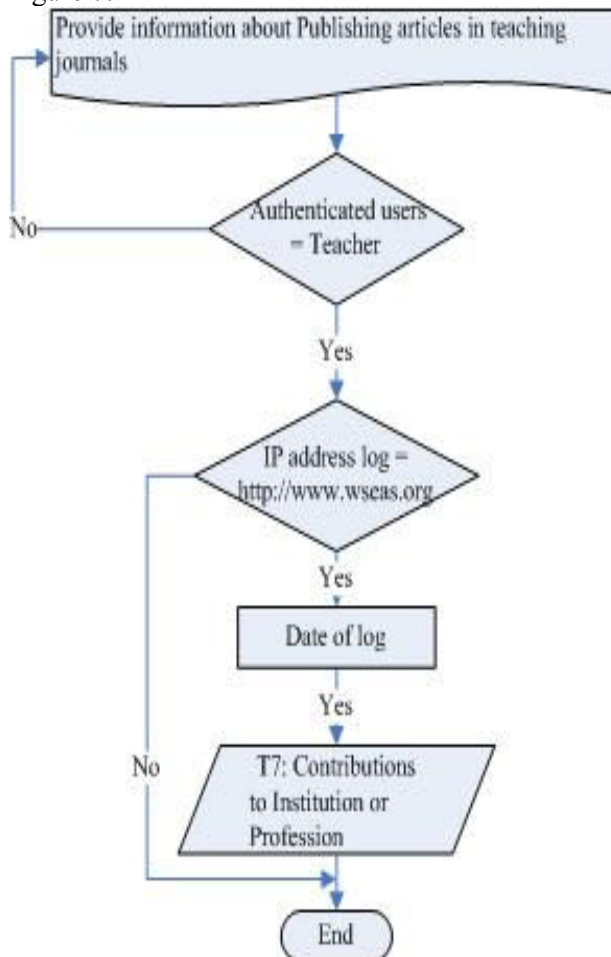 Provide information about Publishing articles in teaching
journals
No
Authenticated users
= Teacher
Yes
IP address log =
http://www.wseas.org
Yes
Date of log
Yes
No
T7: Contributions
to Institution or
Profession
End